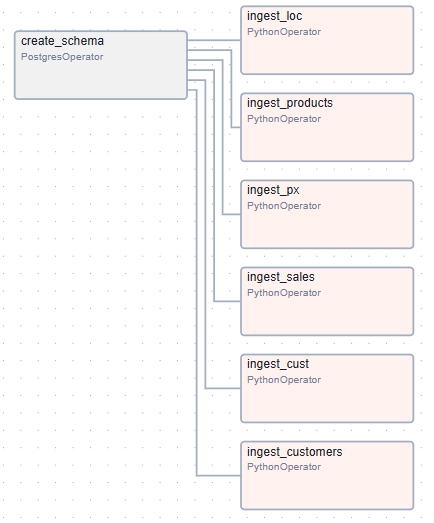 create_schema
PostgresOperator
ingest_loc
PythonOperator
ingest_products
PythonOperator
ingest_px
PythonOperator
ingest_sales
PythonOperator
ingest_cust
PythonOperator
ingest_customers
PythonOperator